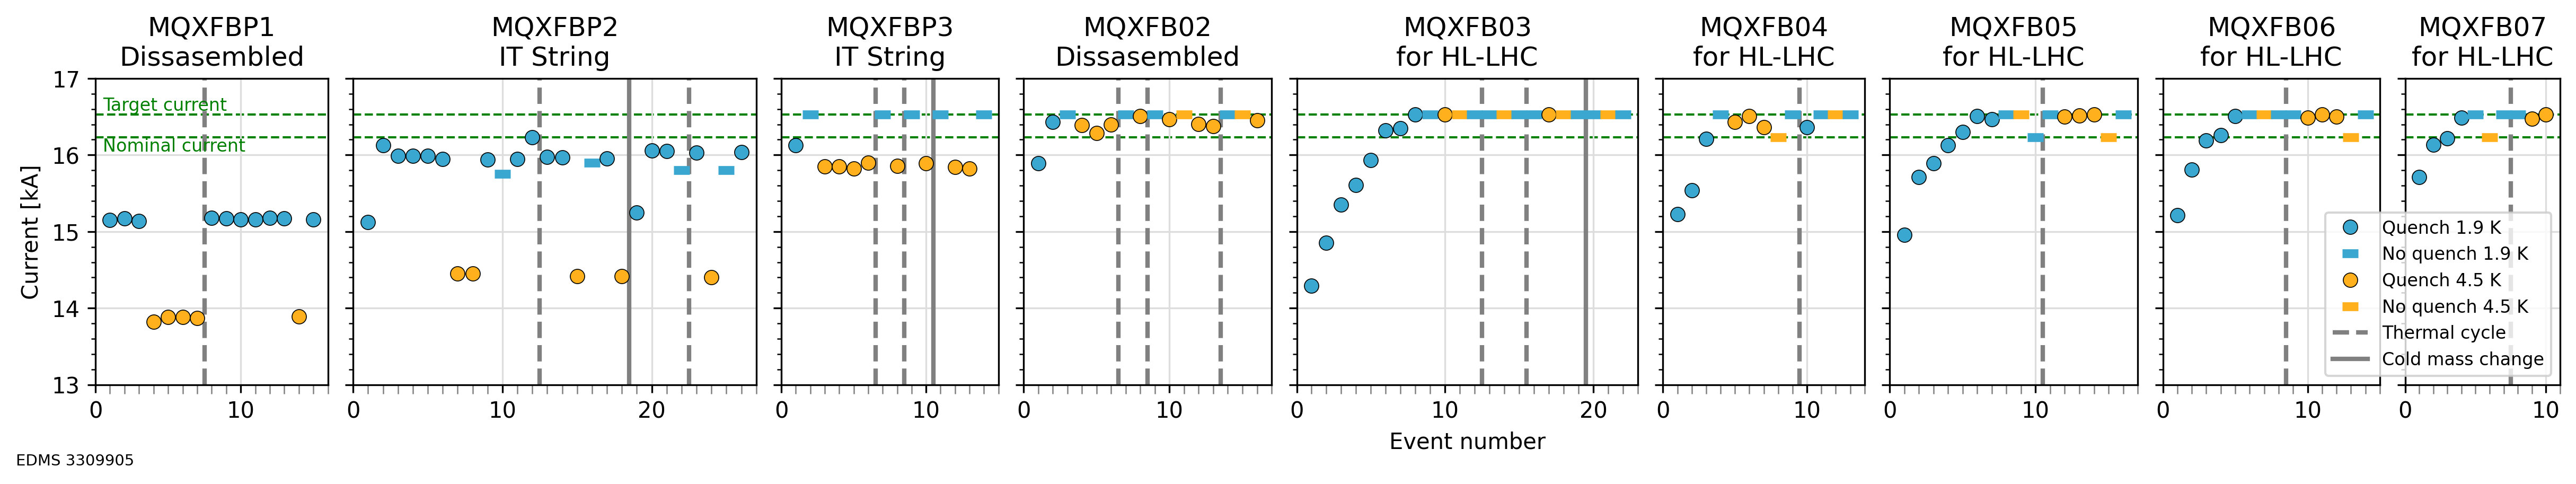 MQXFBP1
Dissasembled
MQXFBP2
IT String
MQXFBP3
IT String
MQXFB02
Dissasembled
MQXFB03
for HL-LHC
MQXFB04
for HL-LHC
MQXFB05
for HL-LHC
MQXFB06
for HL-LHC
MQXFB07
for HL-LHC
Current [kA]
17
16
15
14
13
Target current
Nominal current
Quench 1.9 K
No quench 1.9 K
Quench 4.5 K
No quench 4.5 K
Thermal cycle
Cold mass change
0 10
0 10 20
0 10
0 10
0 10 20
0 10
0 10
0 10
0 10
Event number
EDMS 3309905